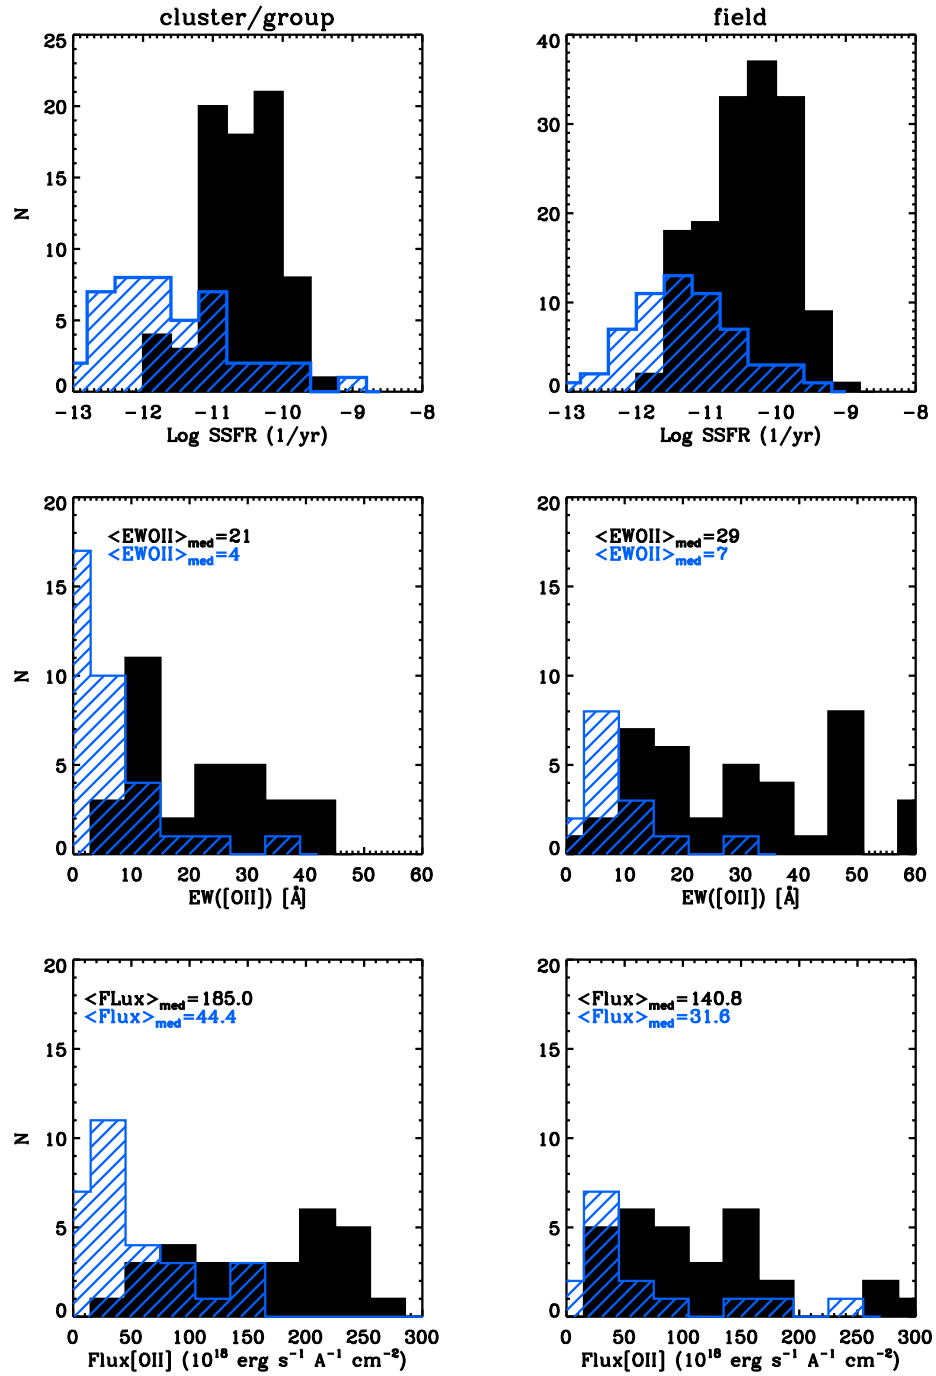 cluster/group
field
25
20
15
10
5
0
N
-13 -12 -11 -10 -9 -8
Log SSFR (1/yr)
40
30
20
10
0
-13 -12 -11 -10 -9 -8
Log SSFR (1/yr)
20
15
10
5
0
N
<EWOII>med=21
<EWOII>med=4
0 10 20 30 40 50 60
EW([OII]) [Å]
20
15
10
5
0
<EWOII>med=29
<EWOII>med=7
0 10 20 30 40 50 60
EW([OII]) [Å]
20
15
10
5
0
N
<FLux>med=185.0
<Flux>med=44.4
0 50 100 150 200 250 300
Flux[OII] (10¹⁸ erg s⁻¹ A⁻¹ cm⁻²)
20
15
10
5
0
<Flux>med=140.8
<Flux>med=31.6
0 50 100 150 200 250 300
Flux[OII] (10¹⁸ erg s⁻¹ A⁻¹ cm⁻²)